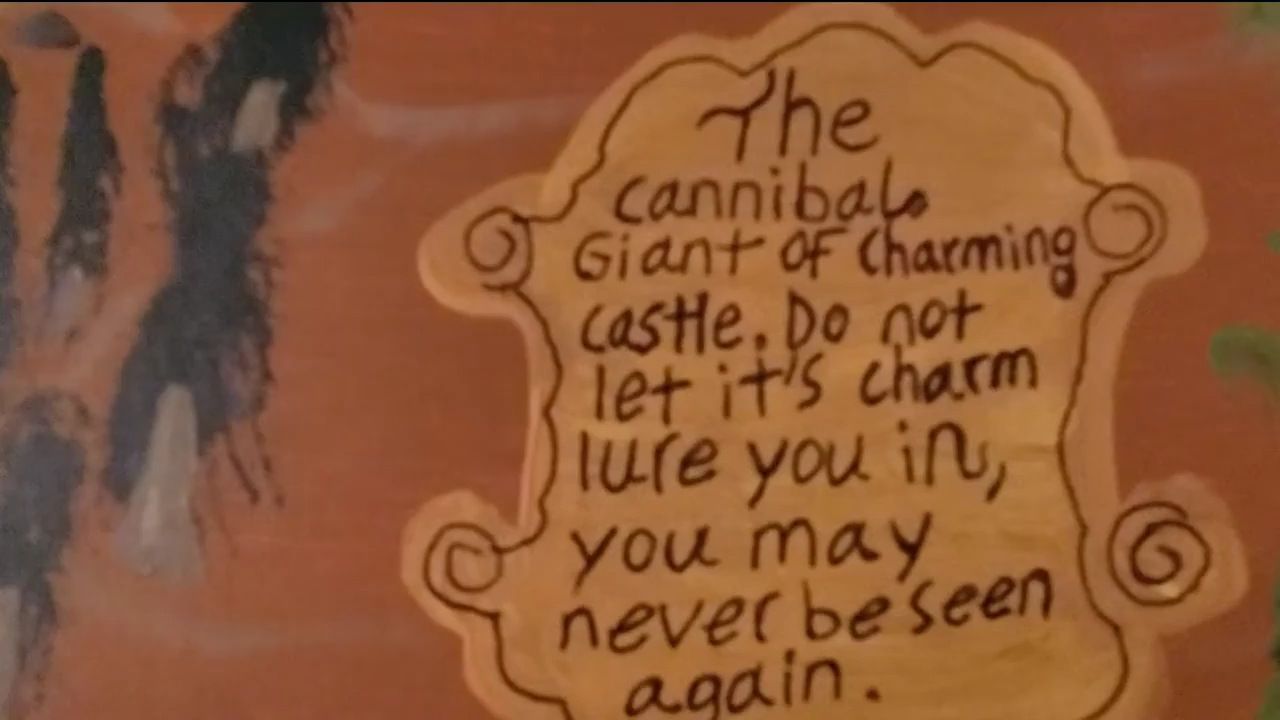 The
cannibal
Giant OF Charming
castle. Do not
let it's charm
lure you in,
you may
never be seen
again.